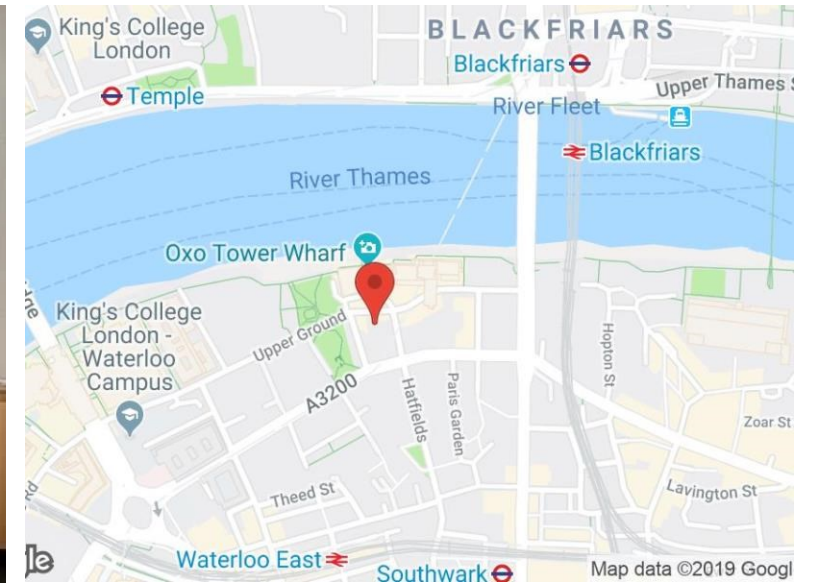 King's College
London
BLACKFRIARS
Blackfriars
Temple
Upper Thames
River Fleet
Blackfriars
River Thames
Oxo Tower Wharf
King's College
London -
Waterloo
Campus
Upper Ground
A3200
Hatfields
Paris Garden
Hopton St
Zoar St
Theed St
Lavington St
Rd
Waterloo East
Southwark
Map data ©2019 Googl